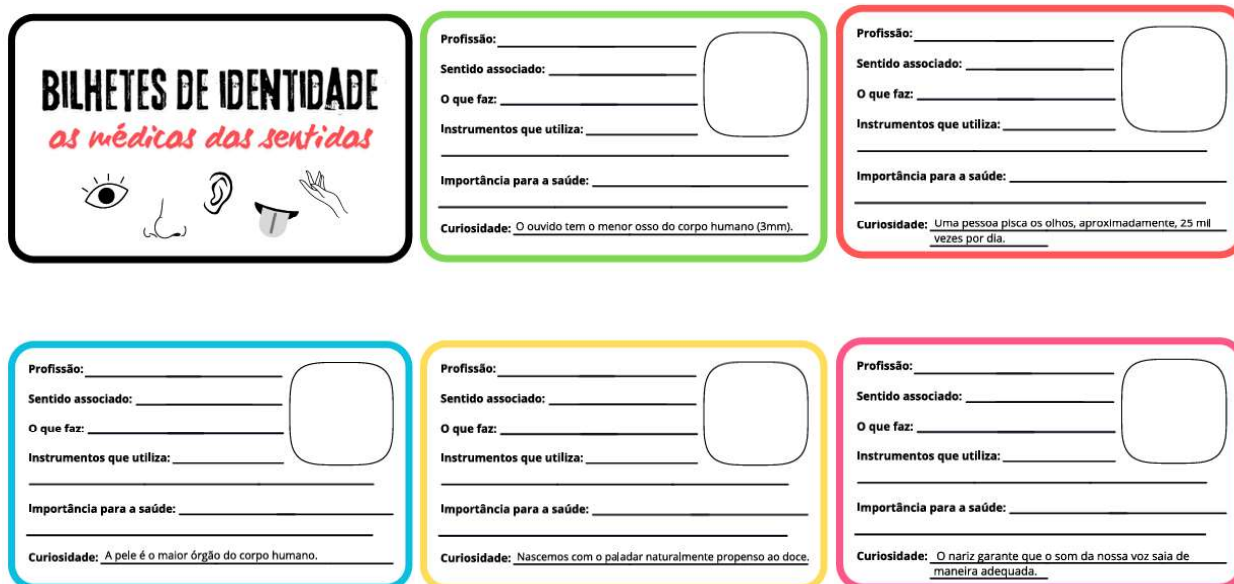 BILHETES DE IDENTIDADE
os médicos dos sentidos
Profissão:
Sentido associado:
O que faz:
Instrumentos que utiliza:
Importância para a saúde:
Curiosidade: O ouvido tem o menor osso do corpo humano (3mm).
Profissão:
Sentido associado:
O que faz:
Instrumentos que utiliza:
Importância para a saúde:
Curiosidade: Uma pessoa pisca os olhos, aproximadamente, 25 mil
vezes por dia.
Profissão:
Sentido associado:
O que faz:
Instrumentos que utiliza:
Importância para a saúde:
Curiosidade: A pele é o maior órgão do corpo humano.
Profissão:
Sentido associado:
O que faz:
Instrumentos que utiliza:
Importância para a saúde:
Curiosidade: Nascemos com o paladar naturalmente propenso ao doce.
Profissão:
Sentido associado:
O que faz:
Instrumentos que utiliza:
Importância para a saúde:
Curiosidade: O nariz garante que o som da nossa voz saia de
maneira adequada.